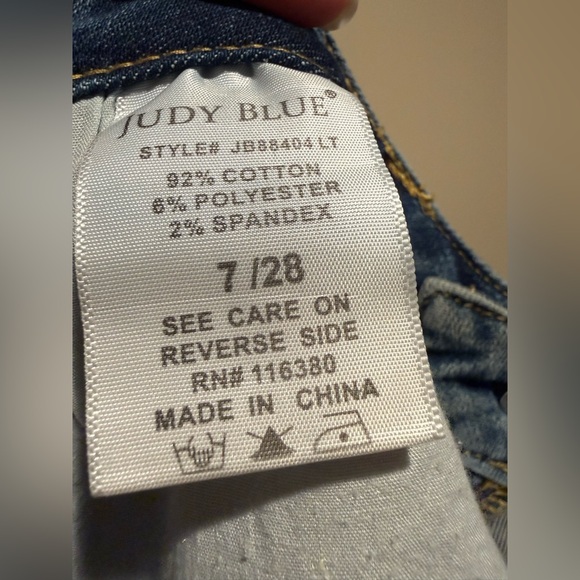 JUDY BLUE®
STYLE# JB88404 LT
92% COTTON
6% POLYESTER
2% SPANDEX
7 /28
SEE CARE ON
REVERSE SIDE
RN# 116380
MADE IN CHINA